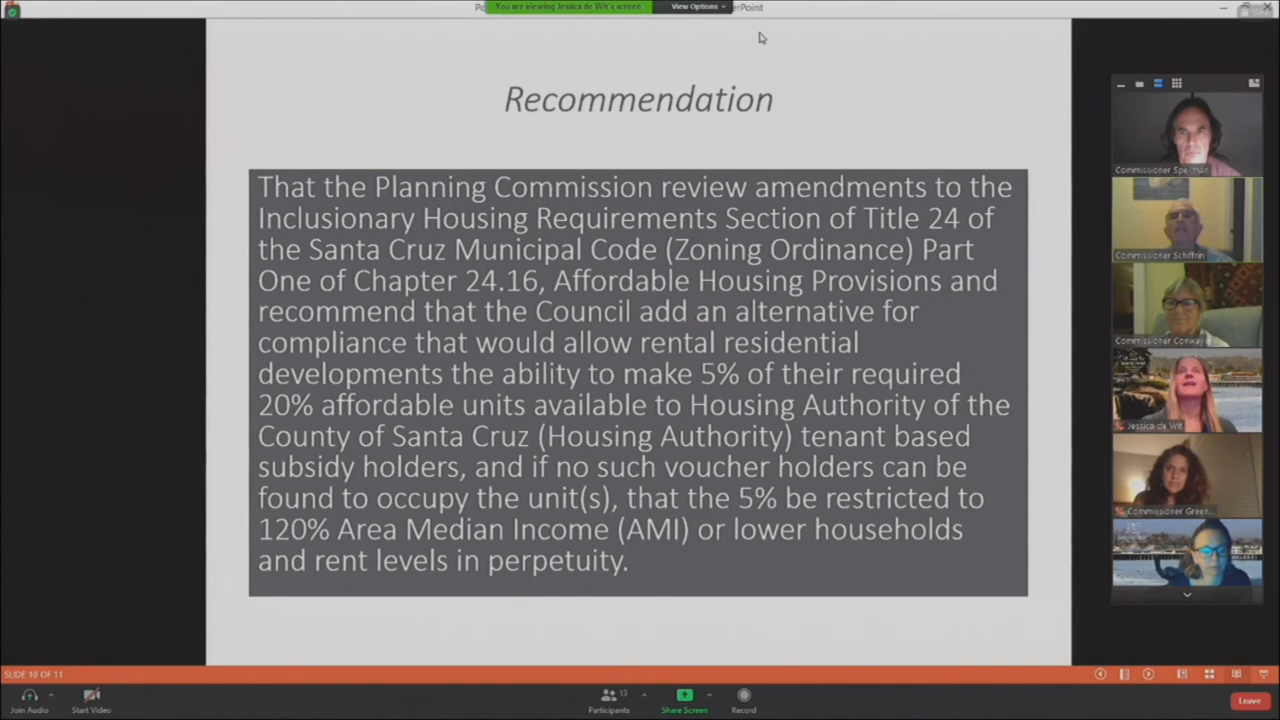 You are viewing Jessica de Wit's screen
View Options
Recommendation
That the Planning Commission review amendments to the
Inclusionary Housing Requirements Section of Title 24 of
the Santa Cruz Municipal Code (Zoning Ordinance) Part
One of Chapter 24.16, Affordable Housing Provisions and
recommend that the Council add an alternative for
compliance that would allow rental residential
developments the ability to make 5% of their required
20% affordable units available to Housing Authority of the
County of Santa Cruz (Housing Authority) tenant based
subsidy holders, and if no such voucher holders can be
found to occupy the unit(s), that the 5% be restricted to
120% Area Median Income (AMI) or lower households
and rent levels in perpetuity.
Commissioner
Commissioner Schiffrin
Commissioner Conway
Jessica de Wit
Commissioner Green...
SLIDE 10 OF 11
Join Audio
Start Video
13
Participants
Share Screen
Record
Leave